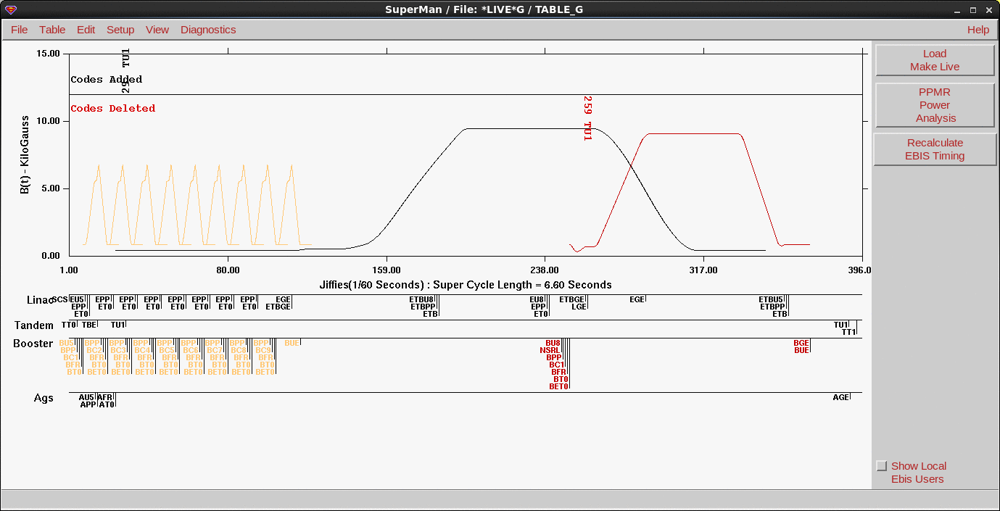 SuperMan / File: *LIVE*G / TABLE_G
File Table Edit Setup View Diagnostics Help
15.00
29 TU1
Codes Added
Codes Deleted
259 TU1
10.00
5.00
0.00
B(t) - KiloGauss
1.00 80.00 159.00 238.00 317.00 396.0
Jiffies(1/60 Seconds) : Super Cycle Length = 6.60 Seconds
Linac SCS EU5 EPP EPP EPP EPP EPP EPP EPP EGE ETBU8 EU8 ETBGE EGE ETBU5
EPP ET0 ET0 ET0 ET0 ET0 ET0 ET0 ETBGE ETBPP EPP LGE ETBPP
ET0 ETB ET0 ETB
Tandem TT0 TBE TU1 TU1
TT1
Booster BU5 BPP BPP BPP BPP BPP BPP BPP BPP BUE BU8 BGE
BPP BC2 BC3 BC4 BC5 BC6 BC7 BC8 BC9 NSRL BUE
BC1 BFR BFR BFR BFR BFR BFR BFR BFR BPP
BFR BT0 BT0 BT0 BT0 BT0 BT0 BT0 BT0 BC1
BT0 BET0 BET0 BET0 BET0 BET0 BET0 BET0 BET0 BFR
BT0
BET0
Ags AU5 AFR AGE
APP AT0
Load
Make Live
PPMR
Power
Analysis
Recalculate
EBIS Timing
Show Local
Ebis Users